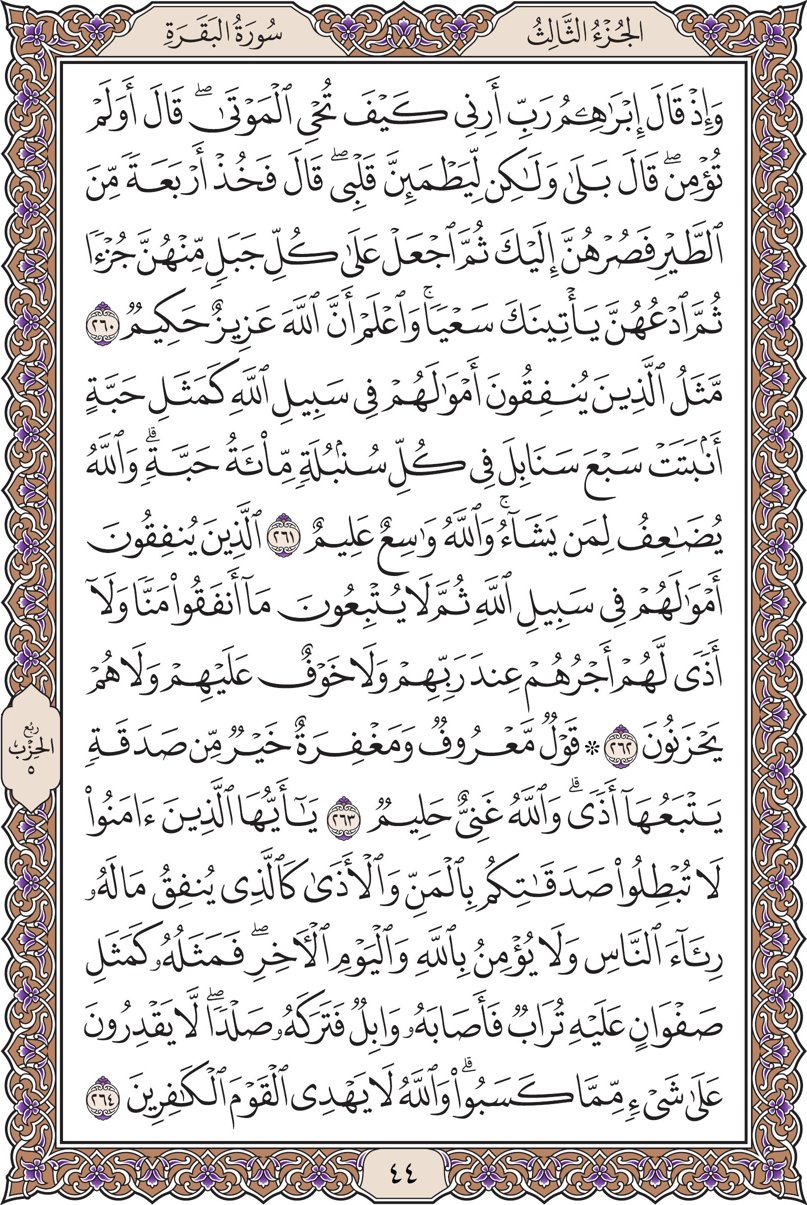 الجُزْءُ الثَّالِثُ
سُورَةُ البَقَرَةِ
وَإِذْ قَالَ إِبْرَٰهِـۧمُ رَبِّ أَرِنِى كَيْفَ تُحْىِ ٱلْمَوْتَىٰ ۖ قَالَ أَوَلَمْ
تُؤْمِن ۖ قَالَ بَلَىٰ وَلَـٰكِن لِّيَطْمَئِنَّ قَلْبِى ۖ قَالَ فَخُذْ أَرْبَعَةً مِّنَ
ٱلطَّيْرِ فَصُرْهُنَّ إِلَيْكَ ثُمَّ ٱجْعَلْ عَلَىٰ كُلِّ جَبَلٍ مِّنْهُنَّ جُزْءًا
ثُمَّ ٱدْعُهُنَّ يَأْتِينَكَ سَعْيًا ۚ وَٱعْلَمْ أَنَّ ٱللَّهَ عَزِيزٌ حَكِيمٌ ٢٦٠
مَّثَلُ ٱلَّذِينَ يُنفِقُونَ أَمْوَٰلَهُمْ فِى سَبِيلِ ٱللَّهِ كَمَثَلِ حَبَّةٍ
أَنۢبَتَتْ سَبْعَ سَنَابِلَ فِى كُلِّ سُنۢبُلَةٍ مِّا۟ئَةُ حَبَّةٍ ۗ وَٱللَّهُ
يُضَـٰعِفُ لِمَن يَشَآءُ ۚ وَٱللَّهُ وَٰسِعٌ عَلِيمٌ ٢٦١ ٱلَّذِينَ يُنفِقُونَ
أَمْوَٰلَهُمْ فِى سَبِيلِ ٱللَّهِ ثُمَّ لَا يُتْبِعُونَ مَآ أَنفَقُوا۟ مَنًّا وَلَآ
أَذًى لَّهُمْ أَجْرُهُمْ عِندَ رَبِّهِمْ وَلَا خَوْفٌ عَلَيْهِمْ وَلَا هُمْ
يَحْزَنُونَ ٢٦٢ * قَوْلٌ مَّعْرُوفٌ وَمَغْفِرَةٌ خَيْرٌ مِّن صَدَقَةٍ
يَتْبَعُهَآ أَذًى ۗ وَٱللَّهُ غَنِىٌّ حَلِيمٌ ٢٦٣ يَـٰٓأَيُّهَا ٱلَّذِينَ ءَامَنُوا۟
لَا تُبْطِلُوا۟ صَدَقَـٰتِكُم بِٱلْمَنِّ وَٱلْأَذَىٰ كَٱلَّذِى يُنفِقُ مَالَهُۥ
رِئَآءَ ٱلنَّاسِ وَلَا يُؤْمِنُ بِٱللَّهِ وَٱلْيَوْمِ ٱلْـَٔاخِرِ ۖ فَمَثَلُهُۥ كَمَثَلِ
صَفْوَانٍ عَلَيْهِ تُرَابٌ فَأَصَابَهُۥ وَابِلٌ فَتَرَكَهُۥ صَلْدًا ۖ لَّا يَقْدِرُونَ
عَلَىٰ شَىْءٍ مِّمَّا كَسَبُوا۟ ۗ وَٱللَّهُ لَا يَهْدِى ٱلْقَوْمَ ٱلْكَـٰفِرِينَ ٢٦٤
رُبُع
الحِزْب
٥
٤٤